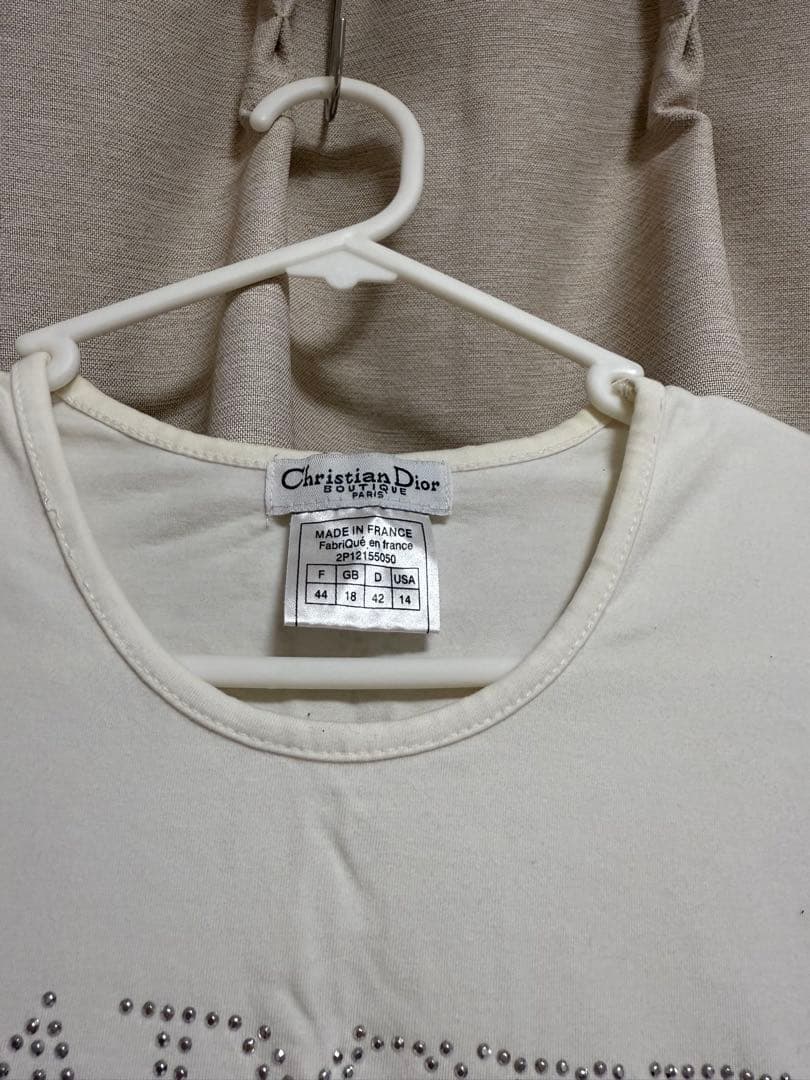 Christian Dior
BOUTIQUE
PARIS
MADE IN FRANCE
FabriQué en france
2P12155050
F GB D USA
44 18 42 14